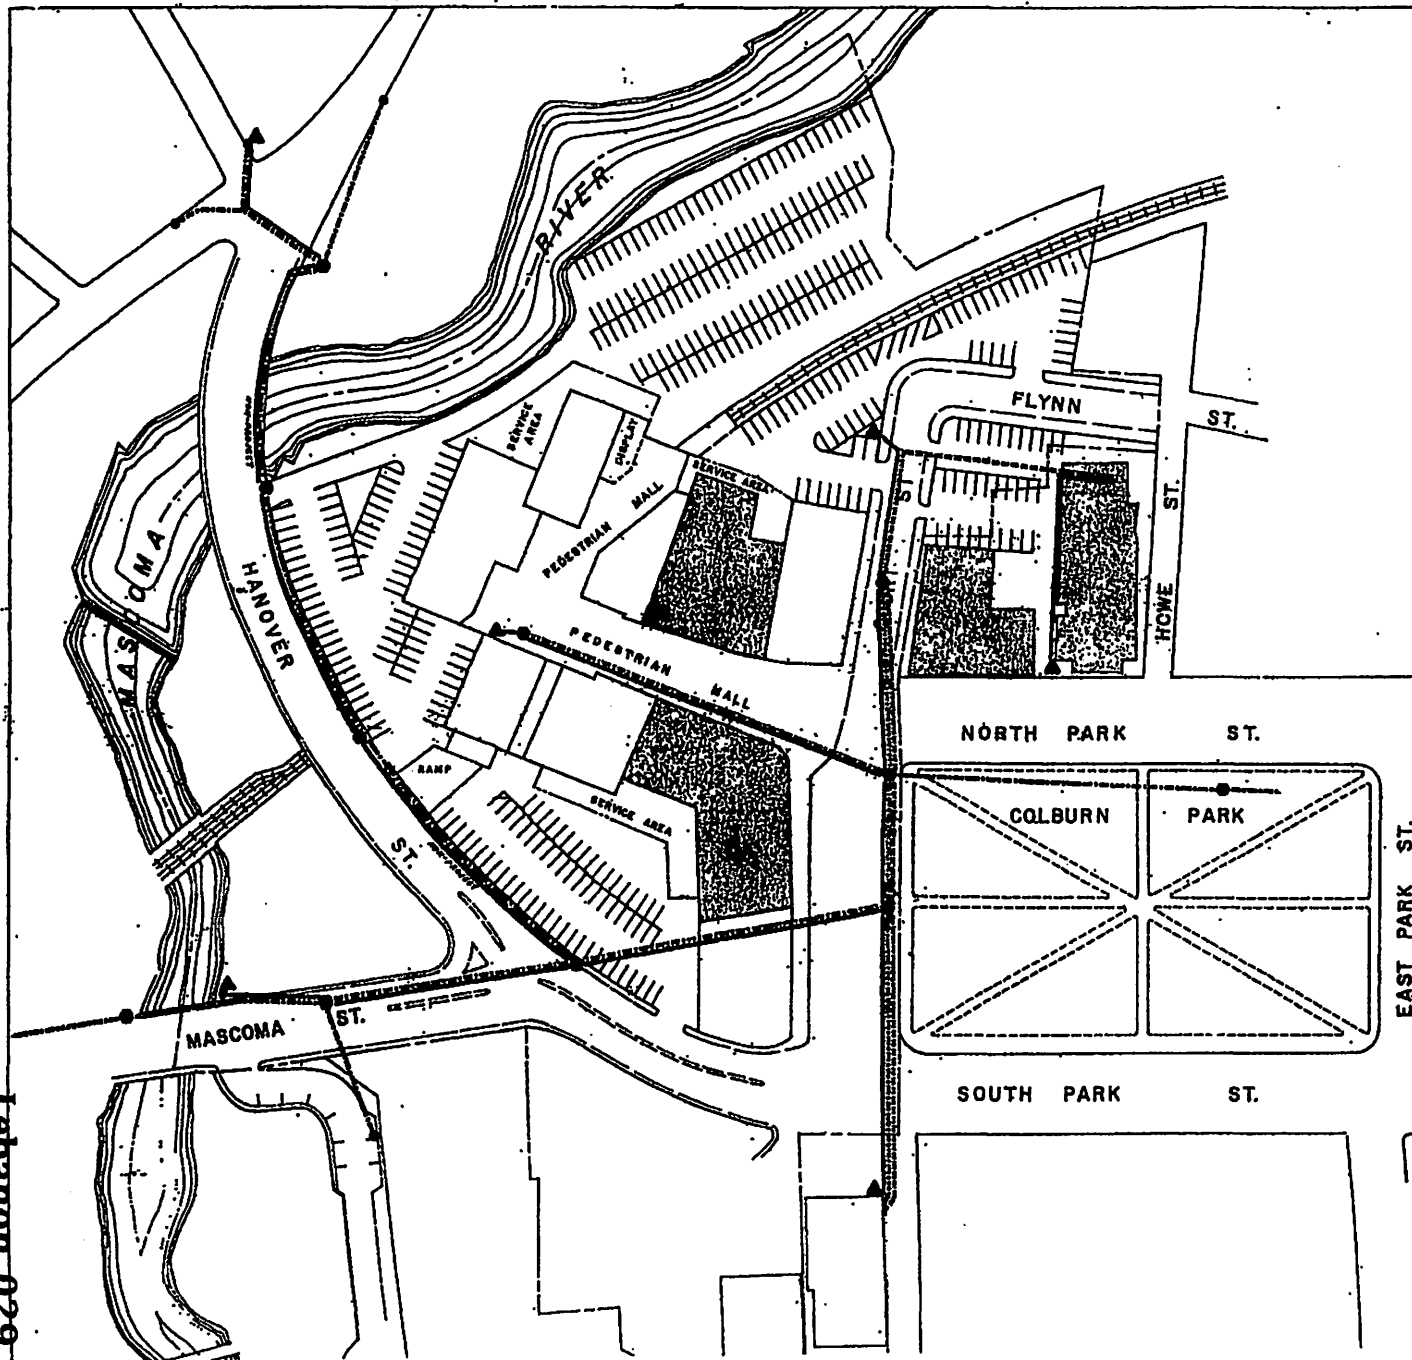 RIVER
FLYNN
ST.
SERVICE
AREA
DISPLAY
SERVICE AREA
PEDESTRIAN MALL
ST.
HOWE ST.
MASCOMA
HANOVER
ST.
PEDESTRIAN
MALL
NORTH PARK ST.
RAMP
SERVICE AREA
COLBURN PARK
EAST PARK ST.
MASCOMA ST.
SOUTH PARK ST.